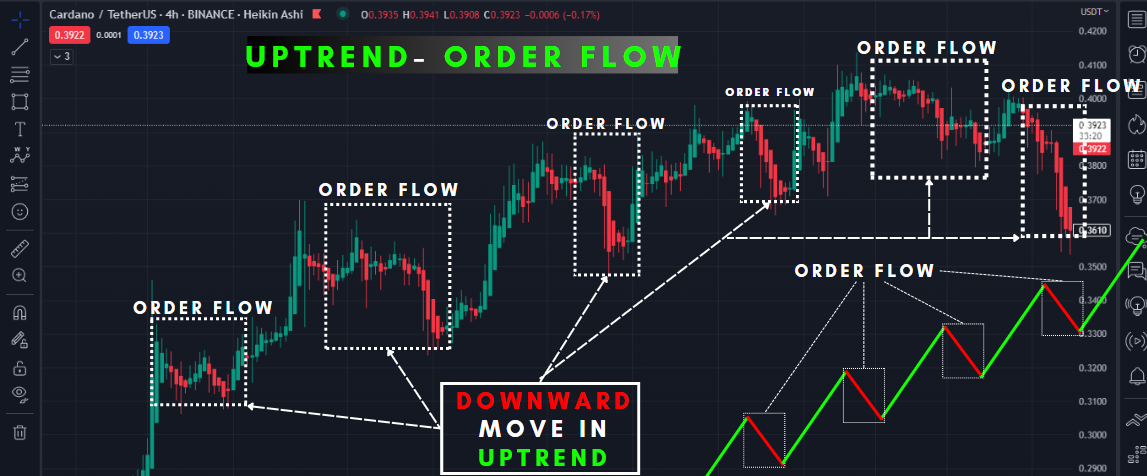 Cardano / TetherUS · 4h · BINANCE · Heikin Ashi O0.3935 H0.3941 L0.3908 C0.3923 −0.0006 (−0.17%)
USDT
0.3922 0.0001 0.3923
3
UPTREND- ORDER FLOW
ORDER FLOW
ORDER FLOW
ORDER FLOW
ORDER FLOW
ORDER FLOW
ORDER FLOW
ORDER FLOW
DOWNWARD
MOVE IN
UPTREND
0.4200
0.4100
0.4000
0.3923
33:20
0.3922
0.3800
0.3700
0.3610
0.3500
0.3400
0.3300
0.3200
0.3100
0.3000
0.2900